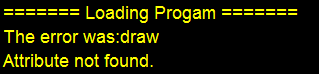 ======= Loading Progam =======
The error was:draw
Attribute not found.